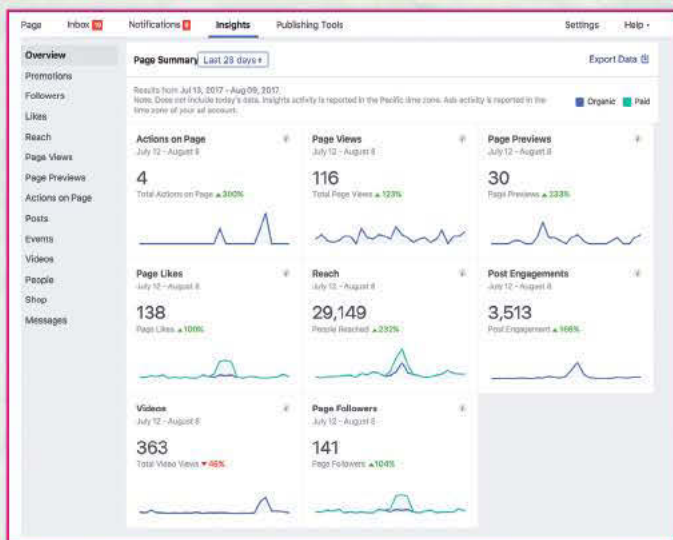 Page Inbox 19 Notifications Insights Publishing Tools Settings Help
Overview
Promotions
Followers
Likes
Reach
Page Views
Page Previews
Actions on Page
Posts
Events
Videos
People
Shop
Messages
Page Summary Last 28 days Export Data
Results from Jul 13, 2017 - Aug 09, 2017
Note: Does not include today's data. Insights activity is reported in the Pacific time zone. Ads activity is reported in the
time zone of your ad account.
Organic Paid
Actions on Page
July 12 - August 8
4
Total Actions on Page ▲300%
Page Views
July 12 - August 8
116
Total Page Views ▲123%
Page Previews
July 12 - August 8
30
Page Previews ▲233%
Page Likes
July 12 - August 8
138
Page Likes ▲100%
Reach
July 12 - August 8
29,149
People Reached ▲232%
Post Engagements
July 12 - August 8
3,513
Post Engagement ▲166%
Videos
July 12 - August 8
363
Total Video Views ▼46%
Page Followers
July 12 - August 8
141
Page Followers ▲104%